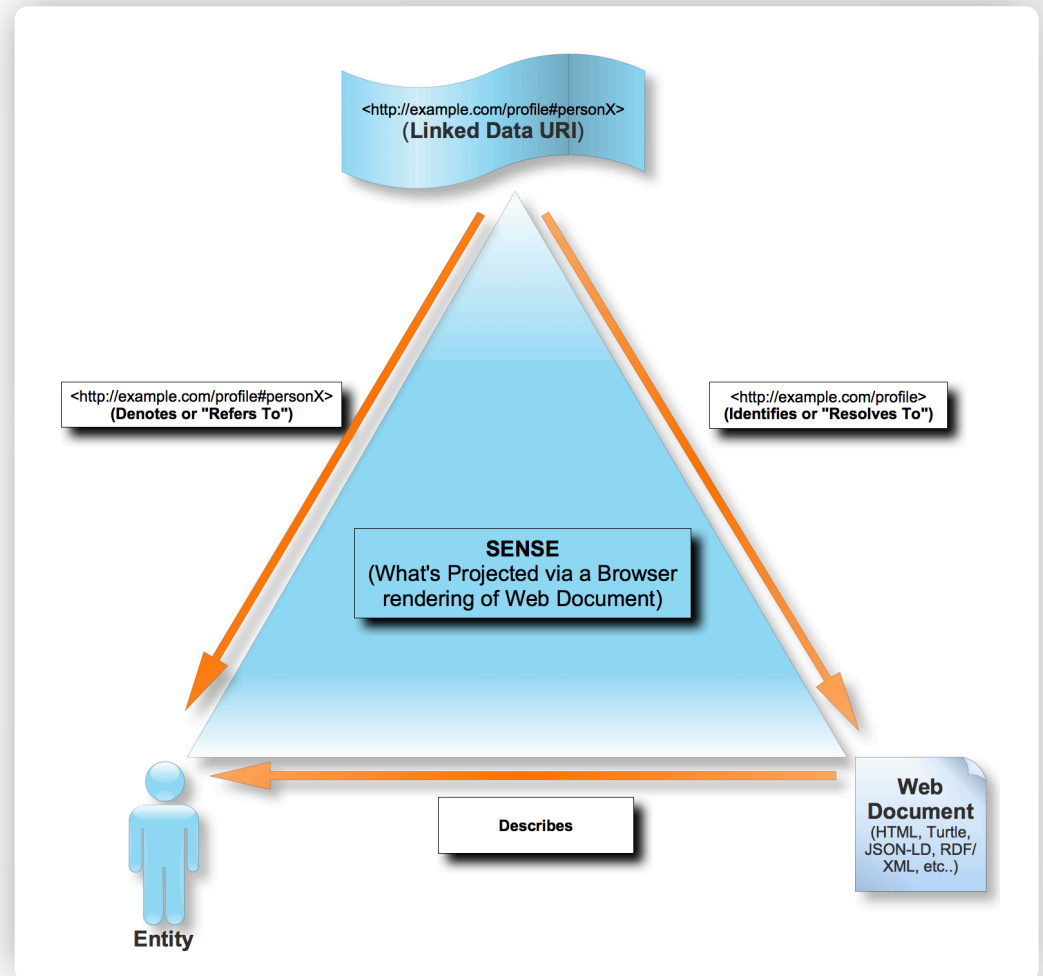 <http://example.com/profile#personX>
(Linked Data URI)
<http://example.com/profile#personX>
(Denotes or "Refers To")
<http://example.com/profile>
(Identifies or "Resolves To")
SENSE
(What's Projected via a Browser
rendering of Web Document)
Describes
Web
Document
(HTML, Turtle,
JSON-LD, RDF/
XML, etc..)
Entity